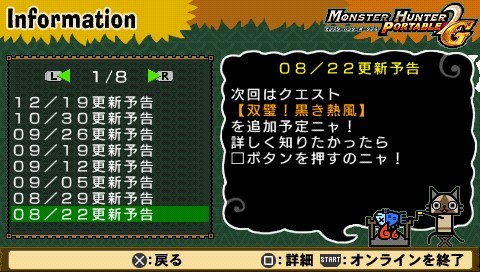 Information
MONSTER HUNTER
PORTABLE 2nd G
L 1/8 R
12/19更新予告
10/30更新予告
09/26更新予告
09/19更新予告
09/12更新予告
09/05更新予告
08/29更新予告
08/22更新予告
08/22更新予告
次回はクエスト
【双璧!黒き熱風】
を追加予定ニャ!
詳しく知りたかったら
□ボタンを押すのニャ!
×:戻る
□:詳細 START:オンラインを終了